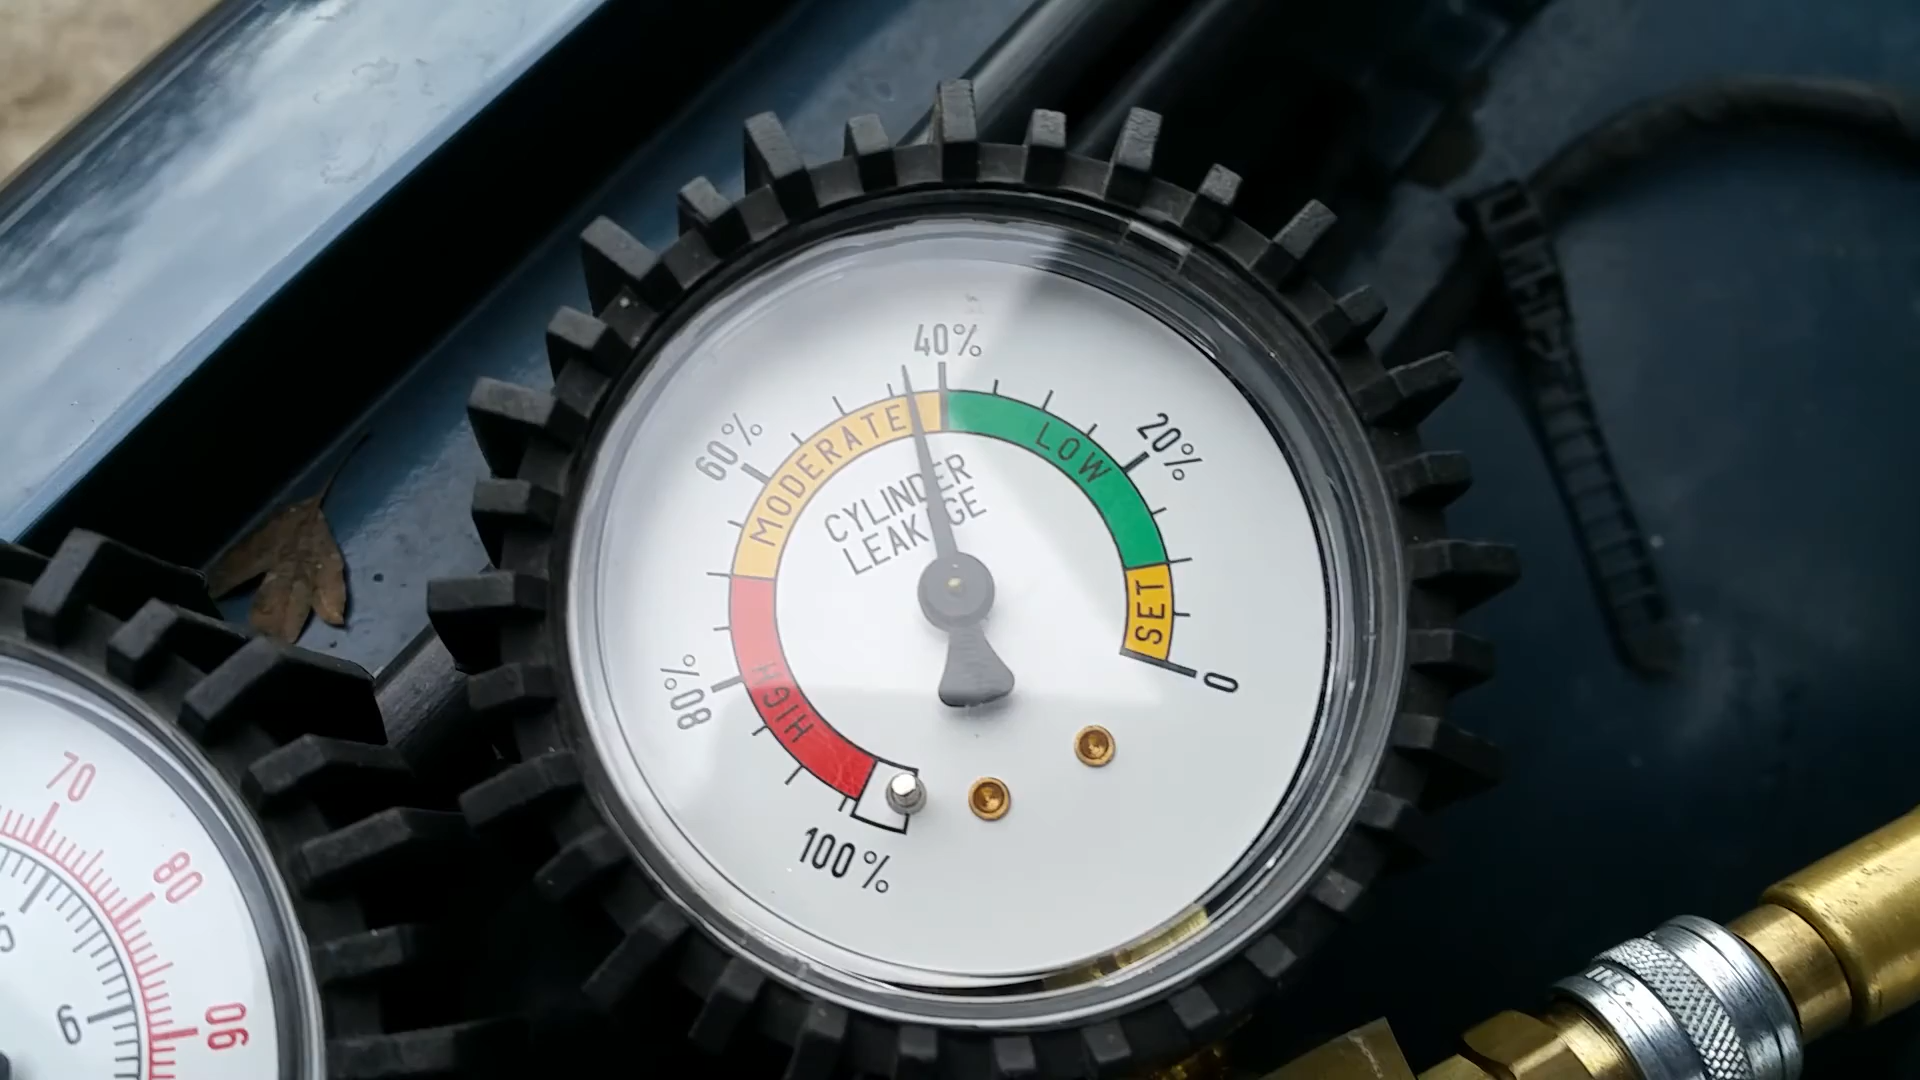 40%
60%
20%
MODERATE
LOW
CYLINDER
LEAKAGE
SET
0
80%
HIGH
100%
70
80
90
6